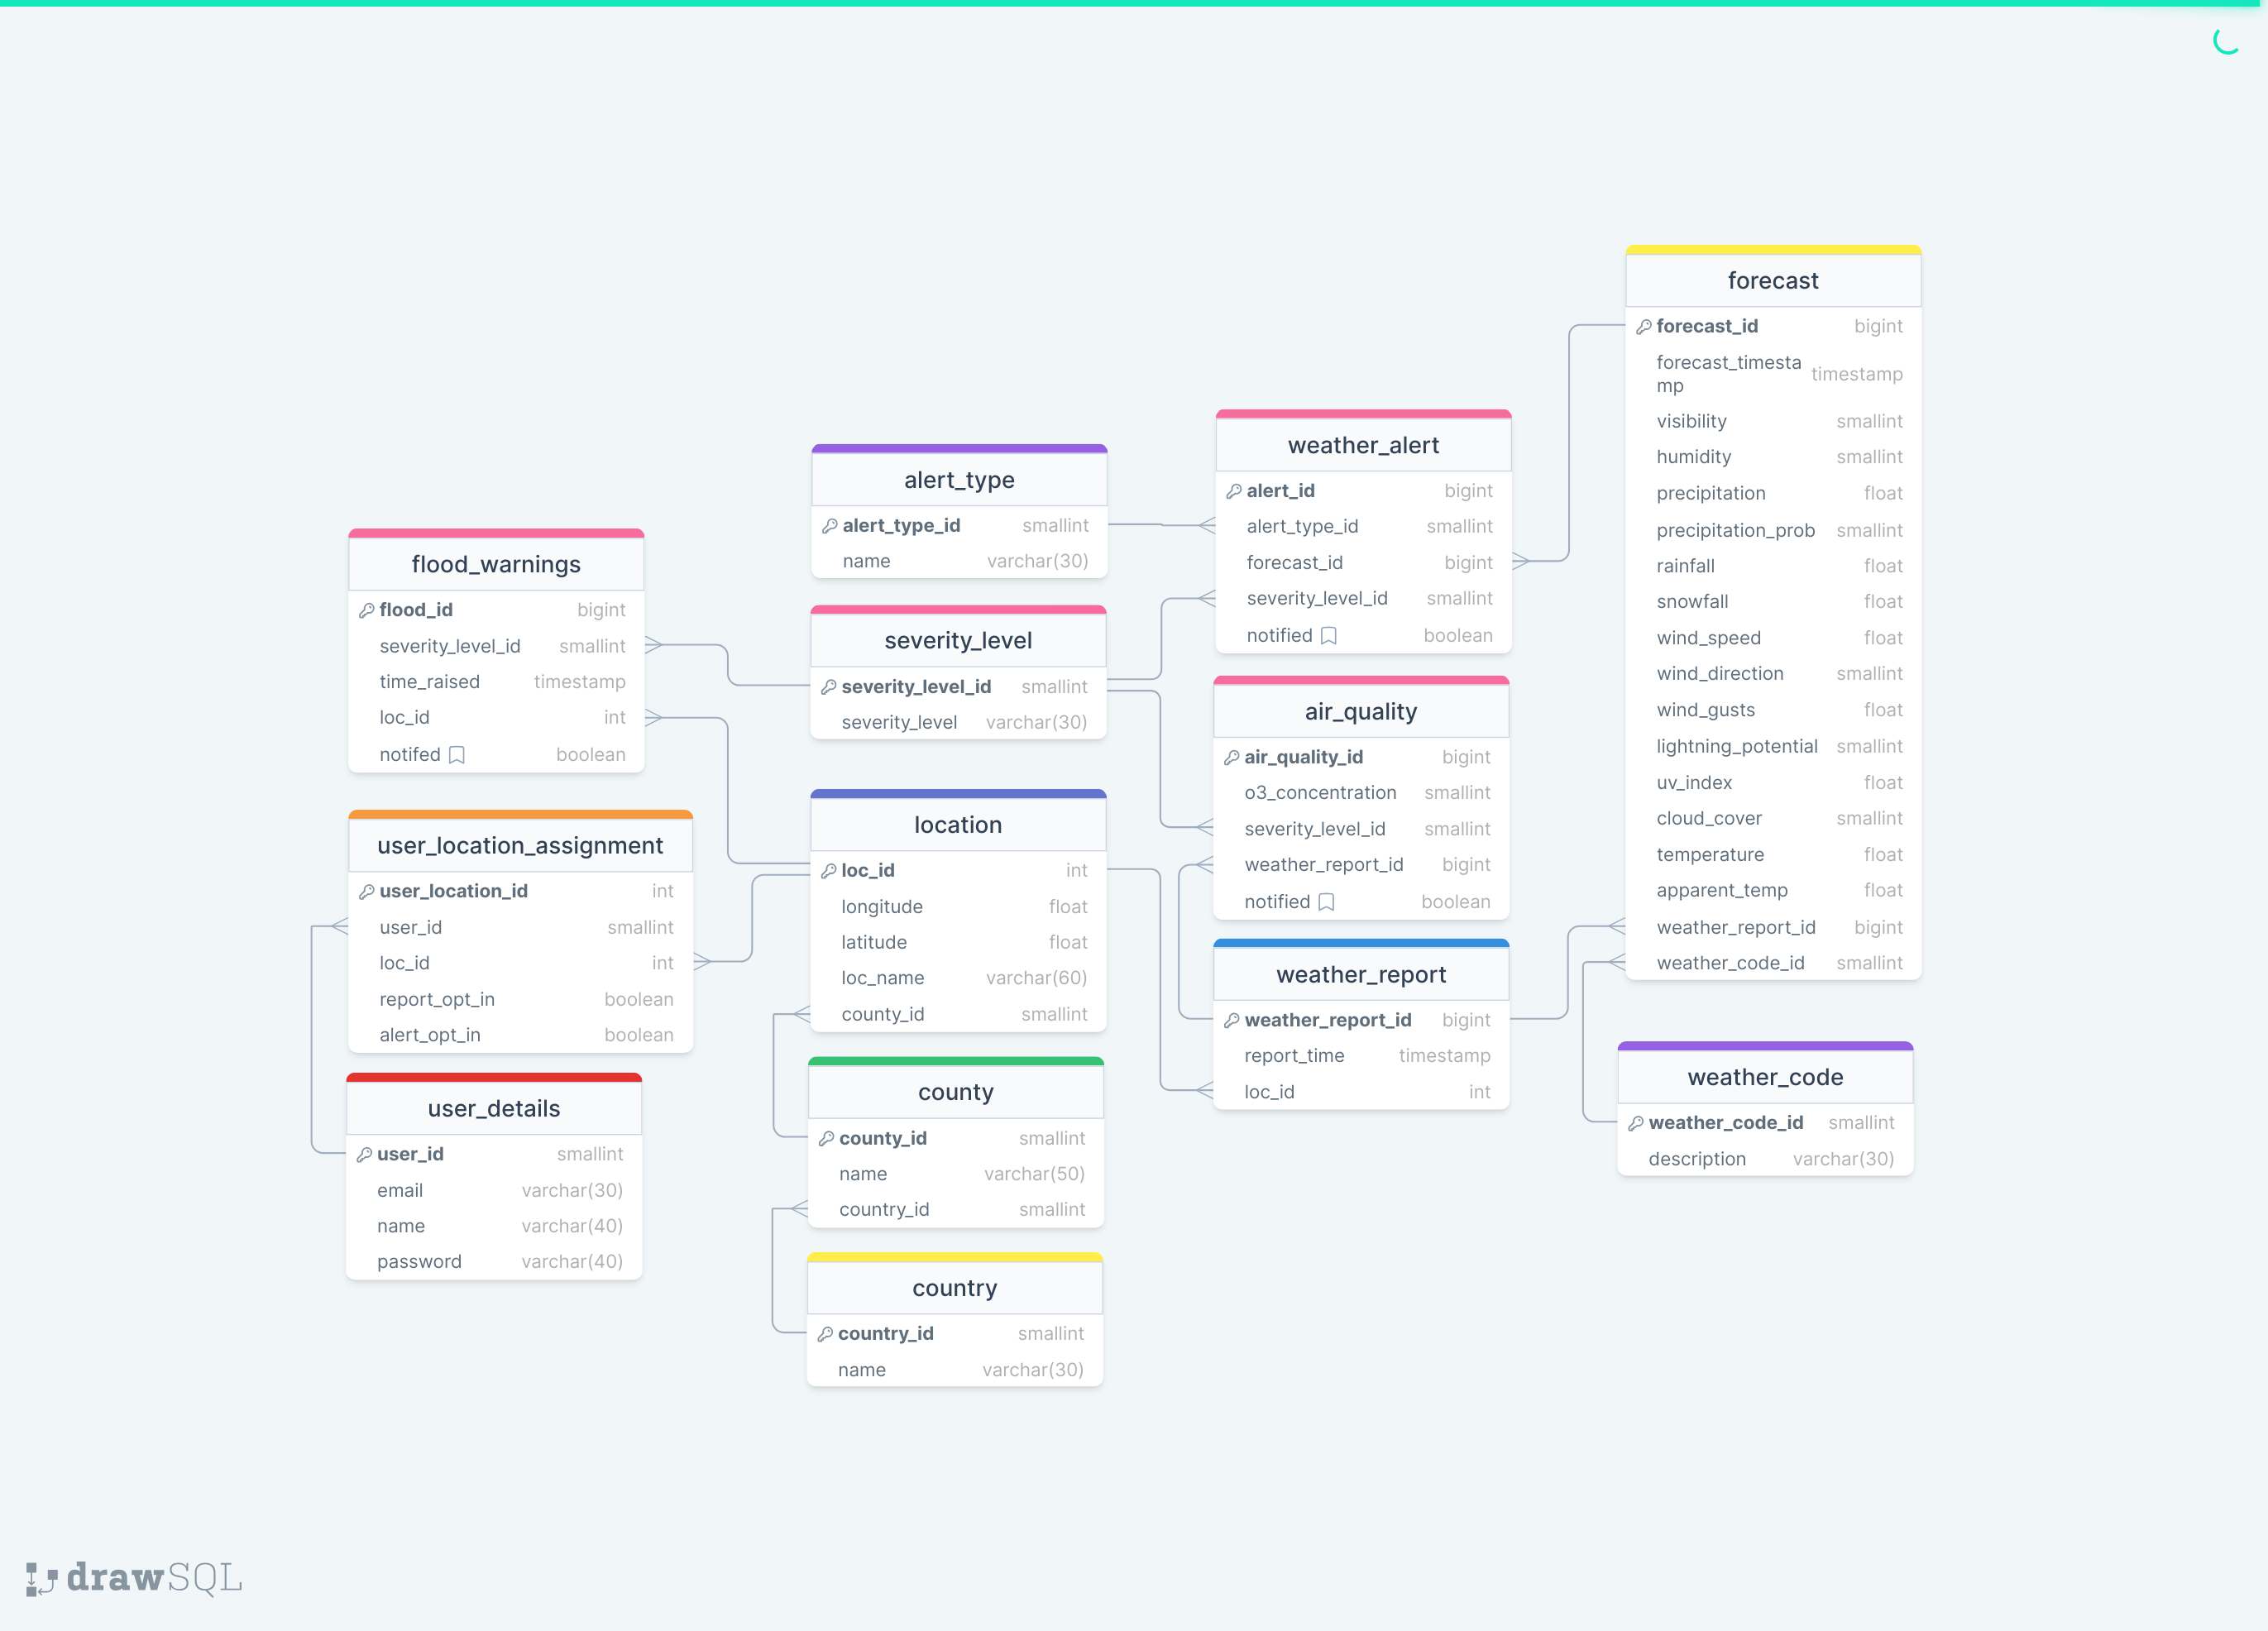 forecast
forecast_id bigint
forecast_timesta
mp timestamp
visibility smallint
humidity smallint
precipitation float
precipitation_prob smallint
rainfall float
snowfall float
wind_speed float
wind_direction smallint
wind_gusts float
lightning_potential smallint
uv_index float
cloud_cover smallint
temperature float
apparent_temp float
weather_report_id bigint
weather_code_id smallint
weather_alert
alert_id bigint
alert_type_id smallint
forecast_id bigint
severity_level_id smallint
notified boolean
alert_type
alert_type_id smallint
name varchar(30)
flood_warnings
flood_id bigint
severity_level_id smallint
time_raised timestamp
loc_id int
notifed boolean
severity_level
severity_level_id smallint
severity_level varchar(30)
air_quality
air_quality_id bigint
o3_concentration smallint
severity_level_id smallint
weather_report_id bigint
notified boolean
location
loc_id int
longitude float
latitude float
loc_name varchar(60)
county_id smallint
user_location_assignment
user_location_id int
user_id smallint
loc_id int
report_opt_in boolean
alert_opt_in boolean
weather_report
weather_report_id bigint
report_time timestamp
loc_id int
weather_code
weather_code_id smallint
description varchar(30)
county
county_id smallint
name varchar(50)
country_id smallint
user_details
user_id smallint
email varchar(30)
name varchar(40)
password varchar(40)
country
country_id smallint
name varchar(30)
drawSQL